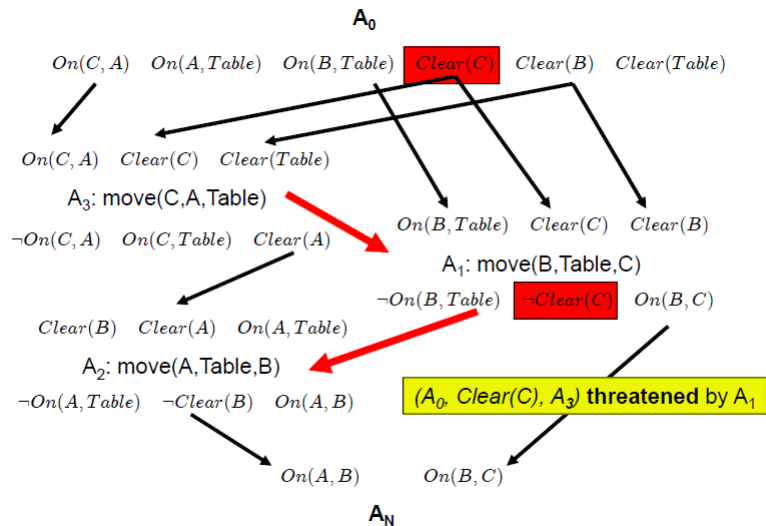 A₀
On(C, A) On(A, Table) On(B, Table) Clear(C) Clear(B) Clear(Table)
On(C, A) Clear(C) Clear(Table)
A₃: move(C,A,Table)
¬On(C, A) On(C, Table) Clear(A)
On(B, Table) Clear(C) Clear(B)
A₁: move(B,Table,C)
¬On(B, Table) ¬Clear(C) On(B, C)
Clear(B) Clear(A) On(A, Table)
A₂: move(A,Table,B)
¬On(A, Table) ¬Clear(B) On(A, B)
(A₀, Clear(C), A₃) threatened by A₁
On(A, B) On(B, C)
A_N